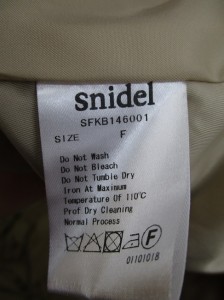 snidel
SFKB146001
SIZE F
Do Not Wash
Do Not Bleach
Do Not Tumble Dry
Iron At Maximum
Temperature Of 110°C
Prof Dry Cleaning
Normal Process
F
01101018